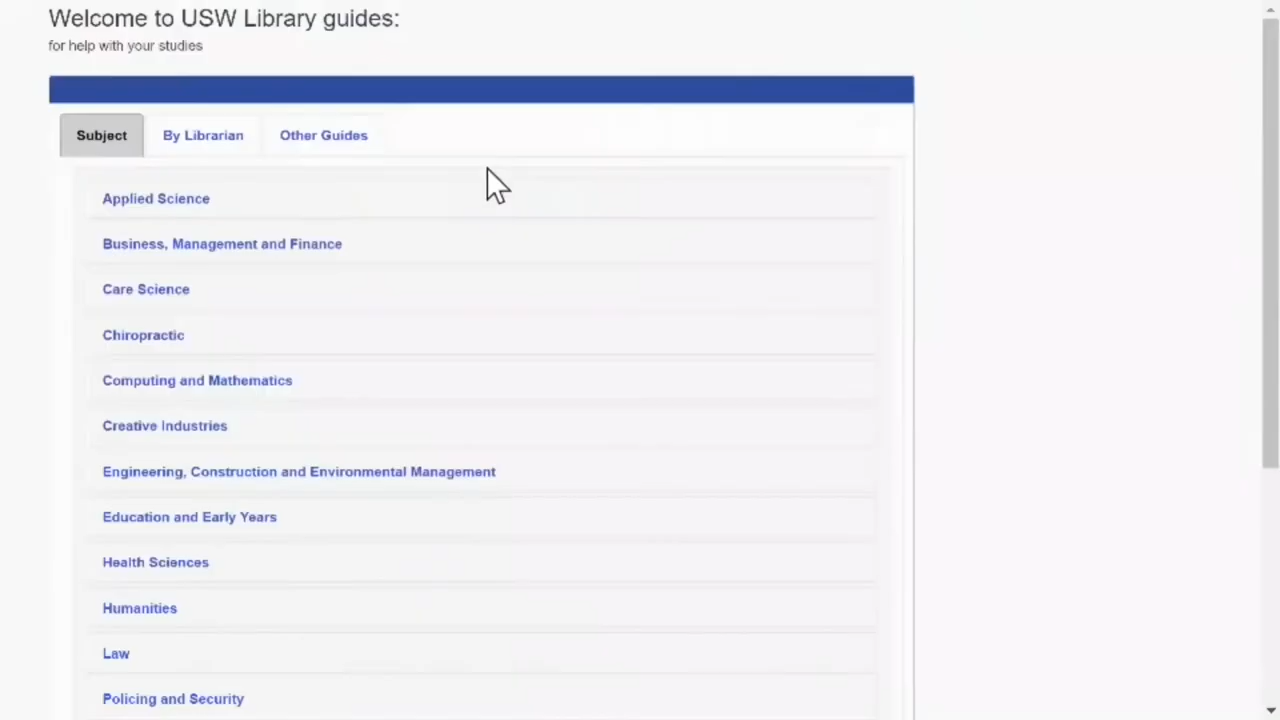 Welcome to USW Library guides:
for help with your studies
Subject By Librarian Other Guides
Applied Science
Business, Management and Finance
Care Science
Chiropractic
Computing and Mathematics
Creative Industries
Engineering, Construction and Environmental Management
Education and Early Years
Health Sciences
Humanities
Law
Policing and Security